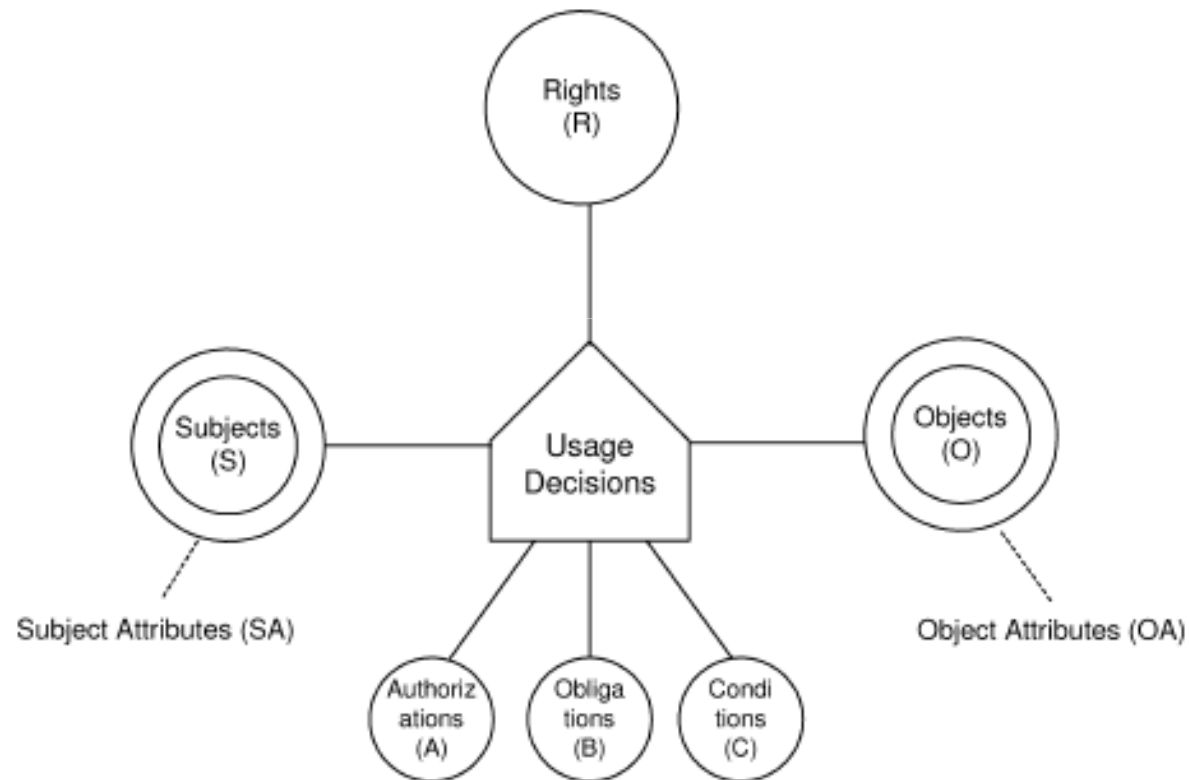 Rights
(R)
Subjects
(S)
Usage
Decisions
Objects
(O)
Subject Attributes (SA)
Object Attributes (OA)
Authoriz
ations
(A)
Obliga
tions
(B)
Condi
tions
(C)